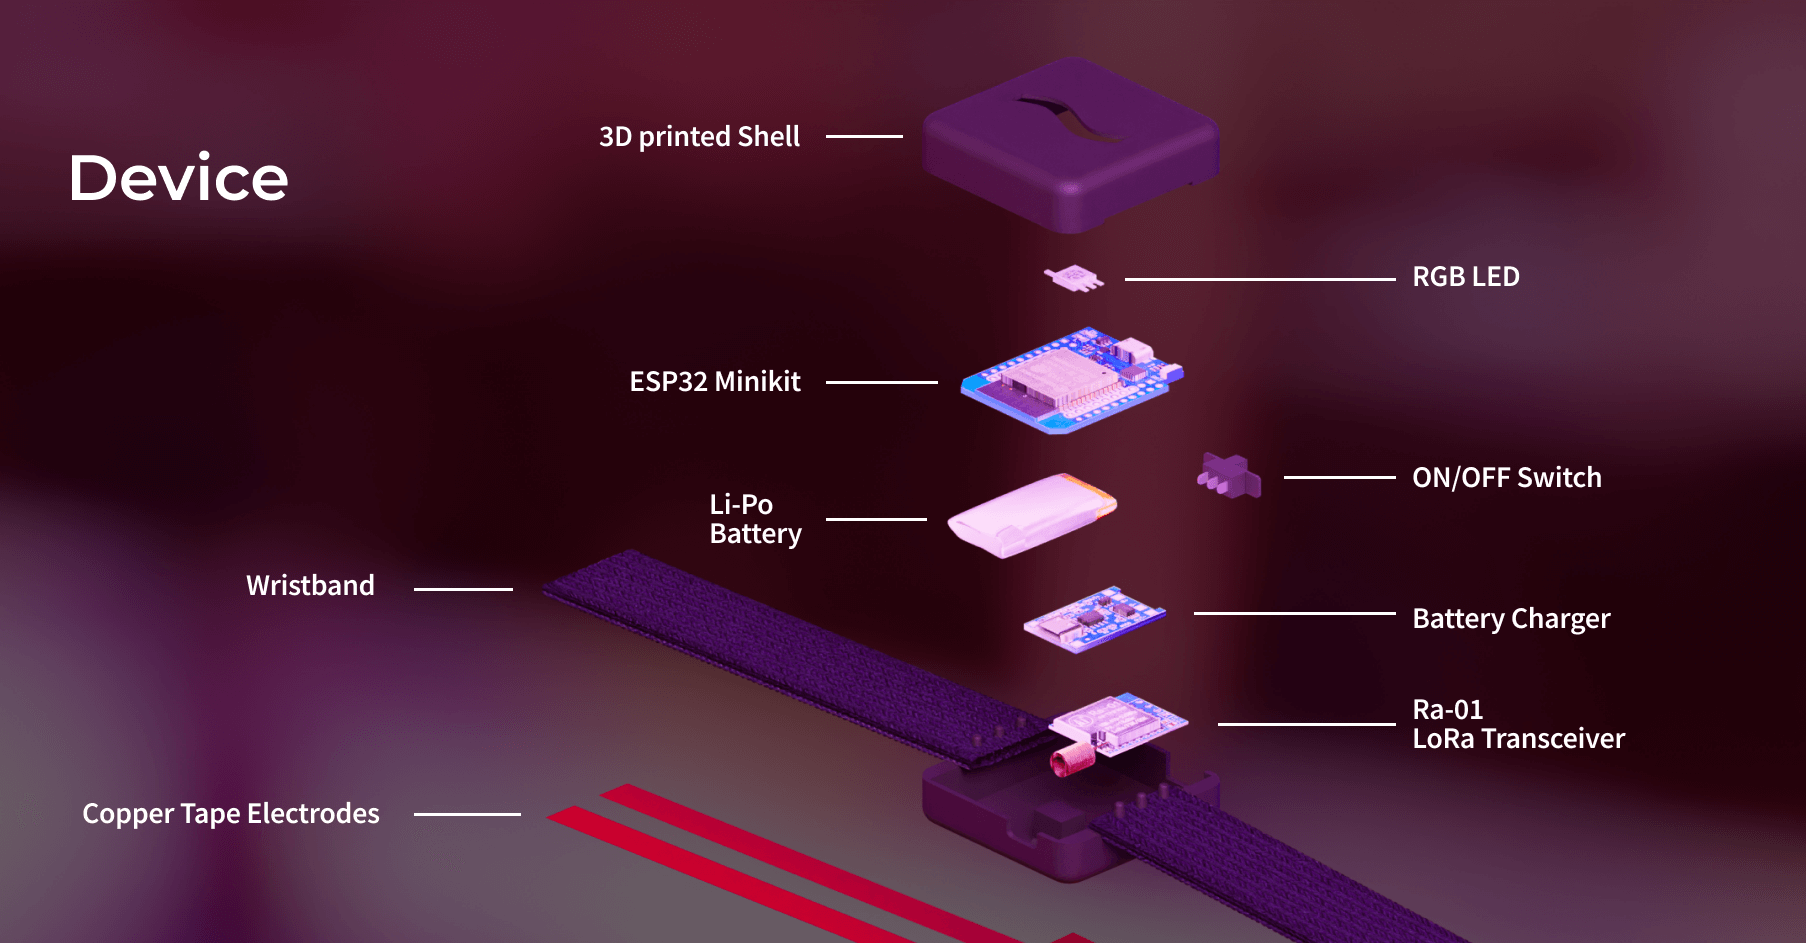 Device
3D printed Shell
RGB LED
ESP32 Minikit
ON/OFF Switch
Li-Po
Battery
Wristband
Battery Charger
Ra-01
LoRa Transceiver
Copper Tape Electrodes